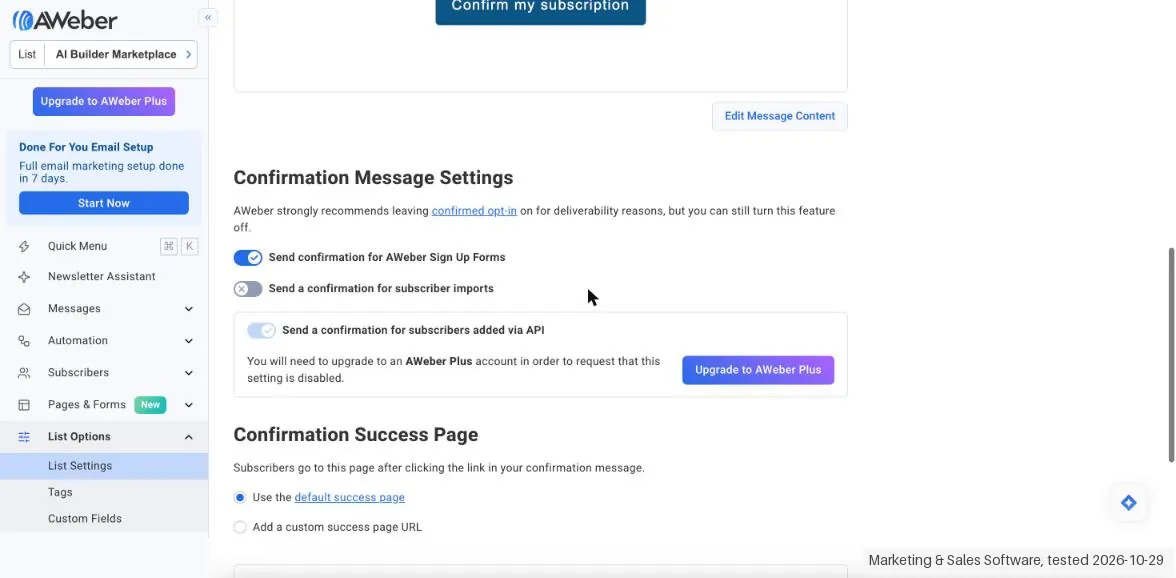 AWeber
«
List
AI Builder Marketplace
Upgrade to AWeber Plus
Done For You Email Setup
Full email marketing setup done
in 7 days.
Start Now
Quick Menu
⌘ K
Newsletter Assistant
Messages
Automation
Subscribers
Pages & Forms New
List Options
List Settings
Tags
Custom Fields
Confirm my subscription
Edit Message Content
Confirmation Message Settings
AWeber strongly recommends leaving confirmed opt-in on for deliverability reasons, but you can still turn this feature
off.
Send confirmation for AWeber Sign Up Forms
Send a confirmation for subscriber imports
Send a confirmation for subscribers added via API
You will need to upgrade to an AWeber Plus account in order to request that this
setting is disabled.
Upgrade to AWeber Plus
Confirmation Success Page
Subscribers go to this page after clicking the link in your confirmation message.
Use the default success page
Add a custom success page URL
Marketing & Sales Software, tested 2026-10-29